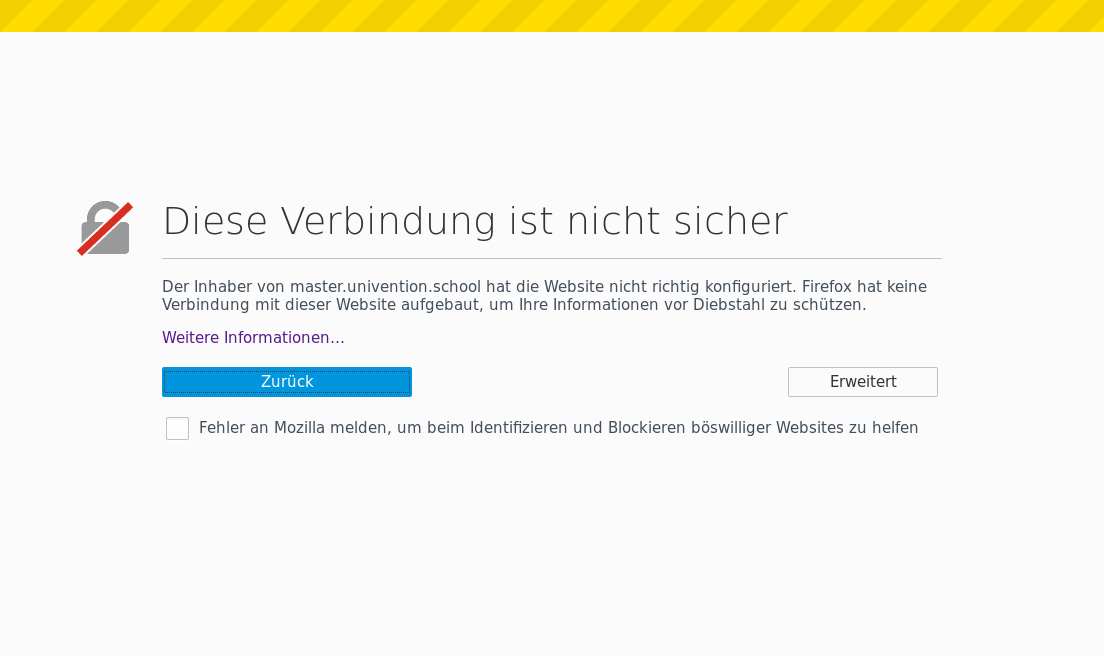 Diese Verbindung ist nicht sicher
Der Inhaber von master.univention.school hat die Website nicht richtig konfiguriert. Firefox hat keine
Verbindung mit dieser Website aufgebaut, um Ihre Informationen vor Diebstahl zu schützen.
Weitere Informationen…
Zurück
Erweitert
Fehler an Mozilla melden, um beim Identifizieren und Blockieren böswilliger Websites zu helfen